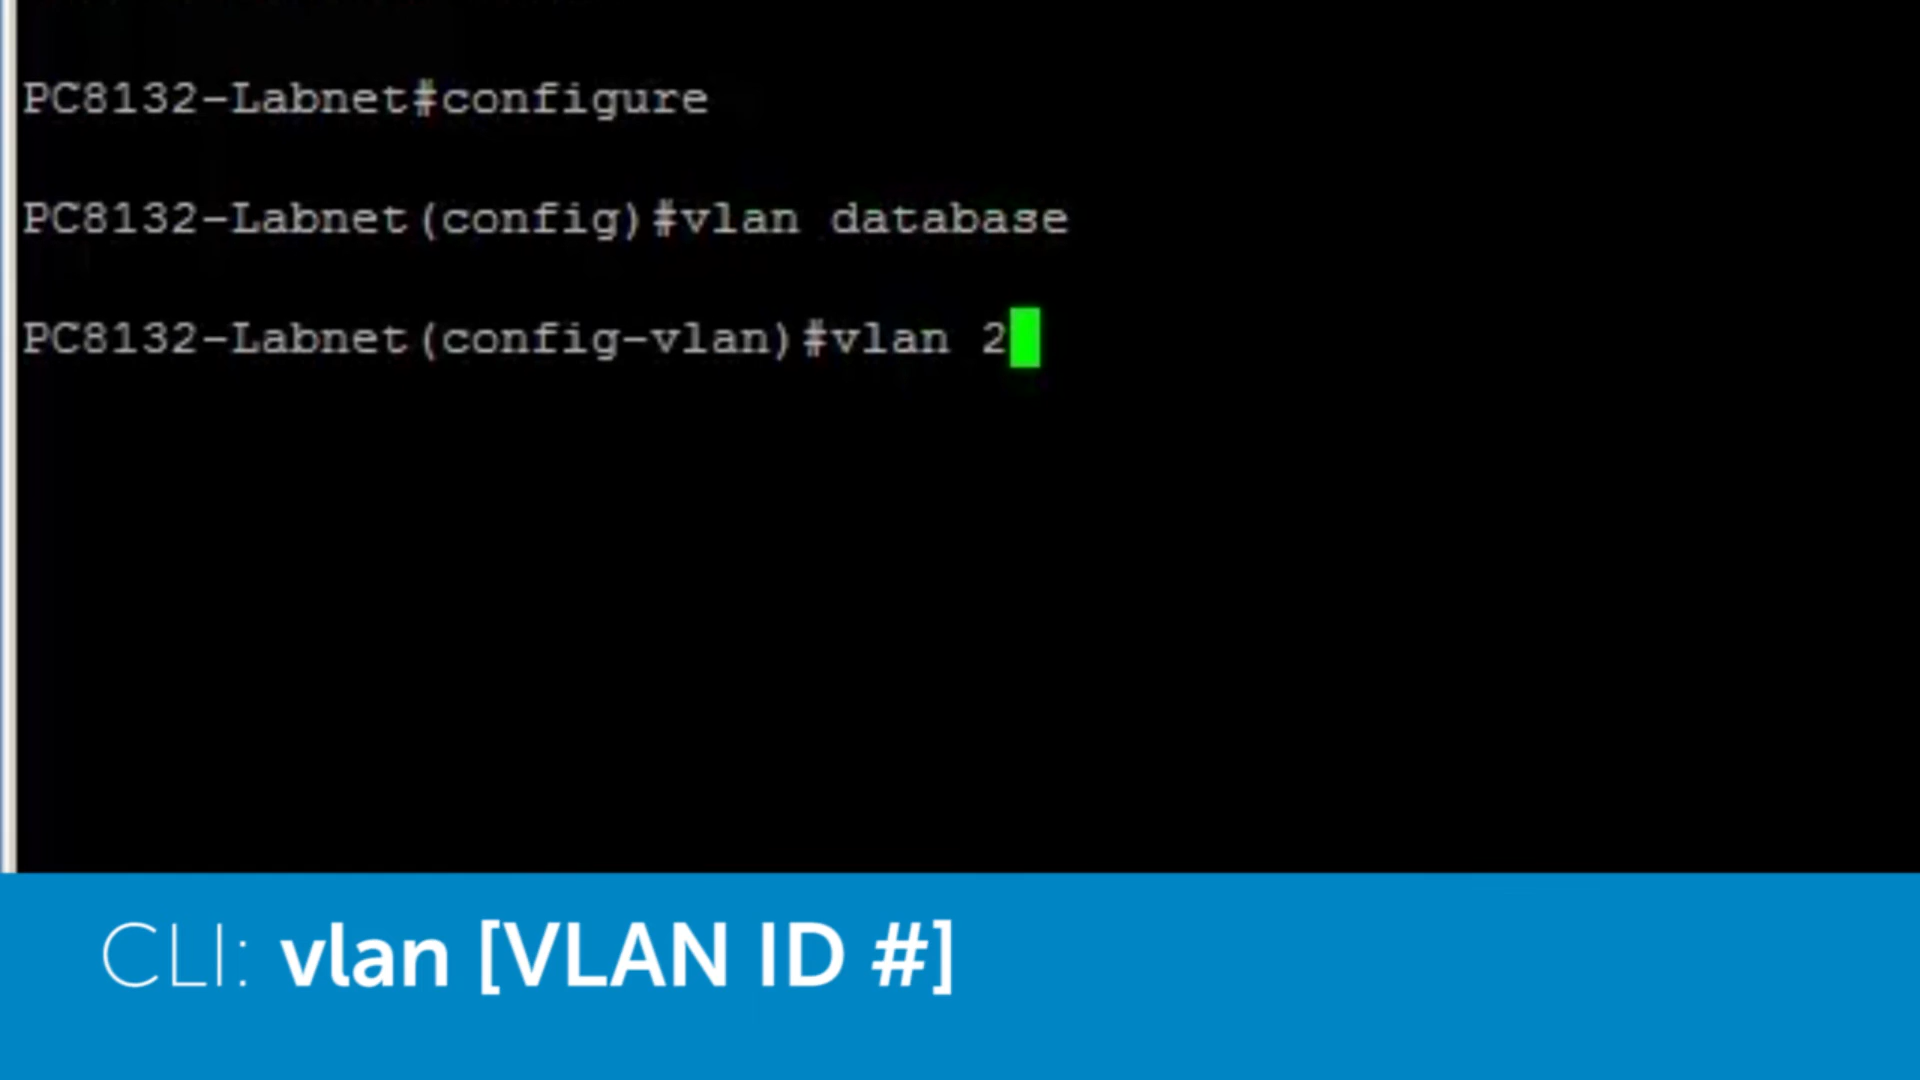 PC8132-Labnet#configure
PC8132-Labnet(config)#vlan database
PC8132-Labnet(config-vlan)#vlan 2
CLI: vlan [VLAN ID #]